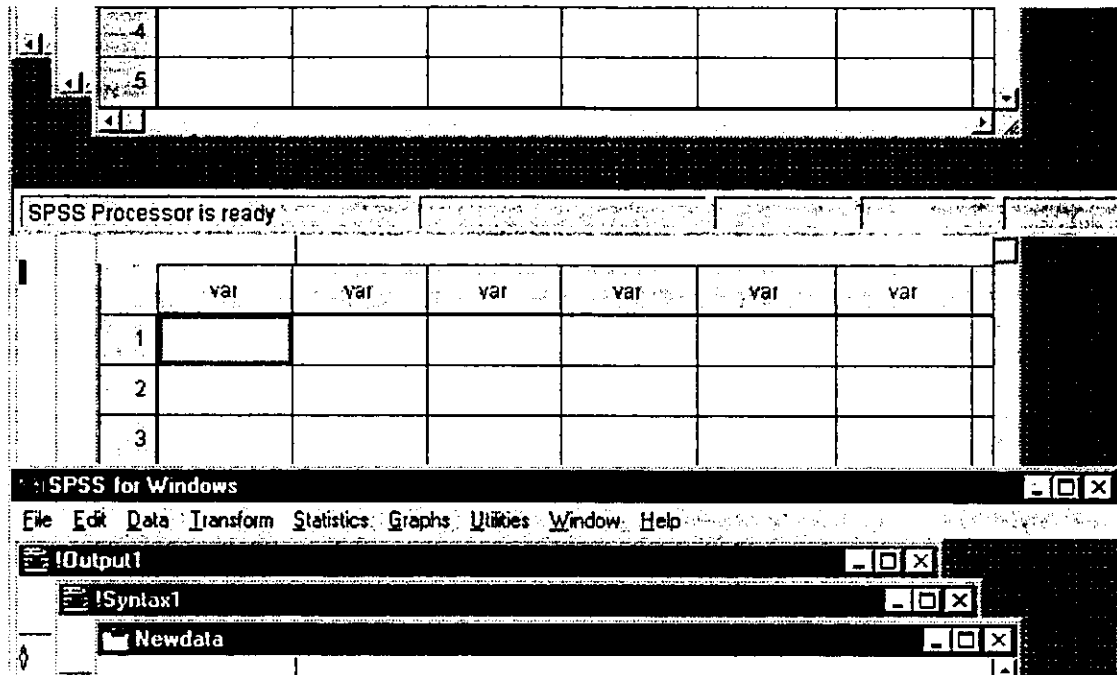 4
5
SPSS Processor is ready
var var var var var var
1
2
3
SPSS for Windows
File Edit Data Transform Statistics Graphs Utilities Window Help
!Output1
!Syntax1
Newdata